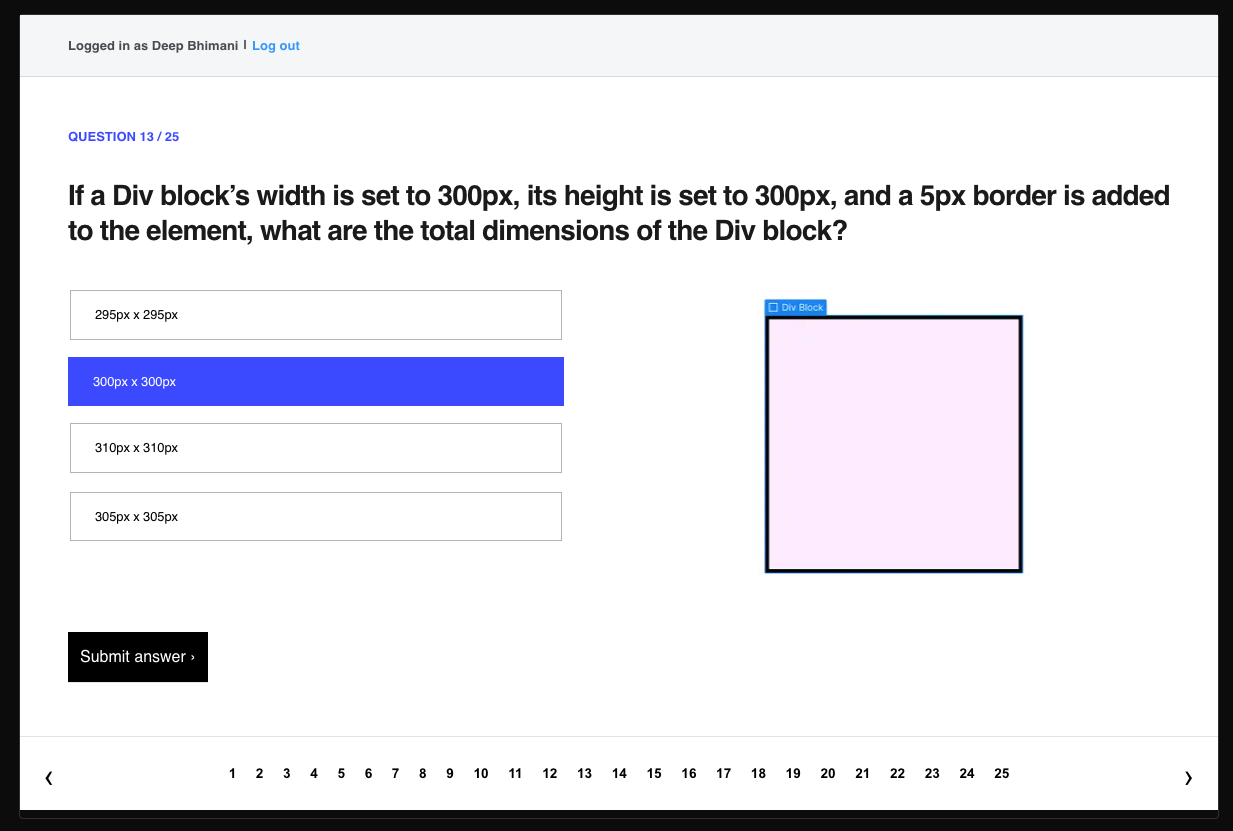 Logged in as Deep Bhimani | Log out
QUESTION 13 / 25
If a Div block’s width is set to 300px, its height is set to 300px, and a 5px border is added
to the element, what are the total dimensions of the Div block?
295px x 295px
300px x 300px
310px x 310px
305px x 305px
Div Block
Submit answer ›
‹ 1 2 3 4 5 6 7 8 9 10 11 12 13 14 15 16 17 18 19 20 21 22 23 24 25 ›